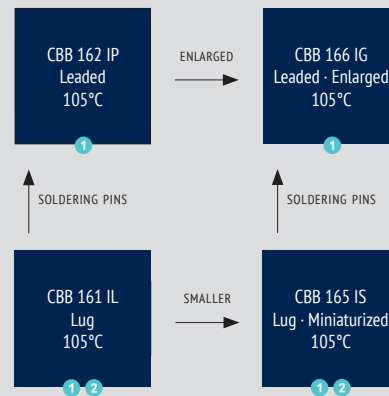 CBB 162 IP
Leaded
105°C
1
ENLARGED
CBB 166 IG
Leaded · Enlarged
105°C
1
SOLDERING PINS
SOLDERING PINS
CBB 161 IL
Lug
105°C
1 2
SMALLER
CBB 165 IS
Lug · Miniaturized
105°C
1 2